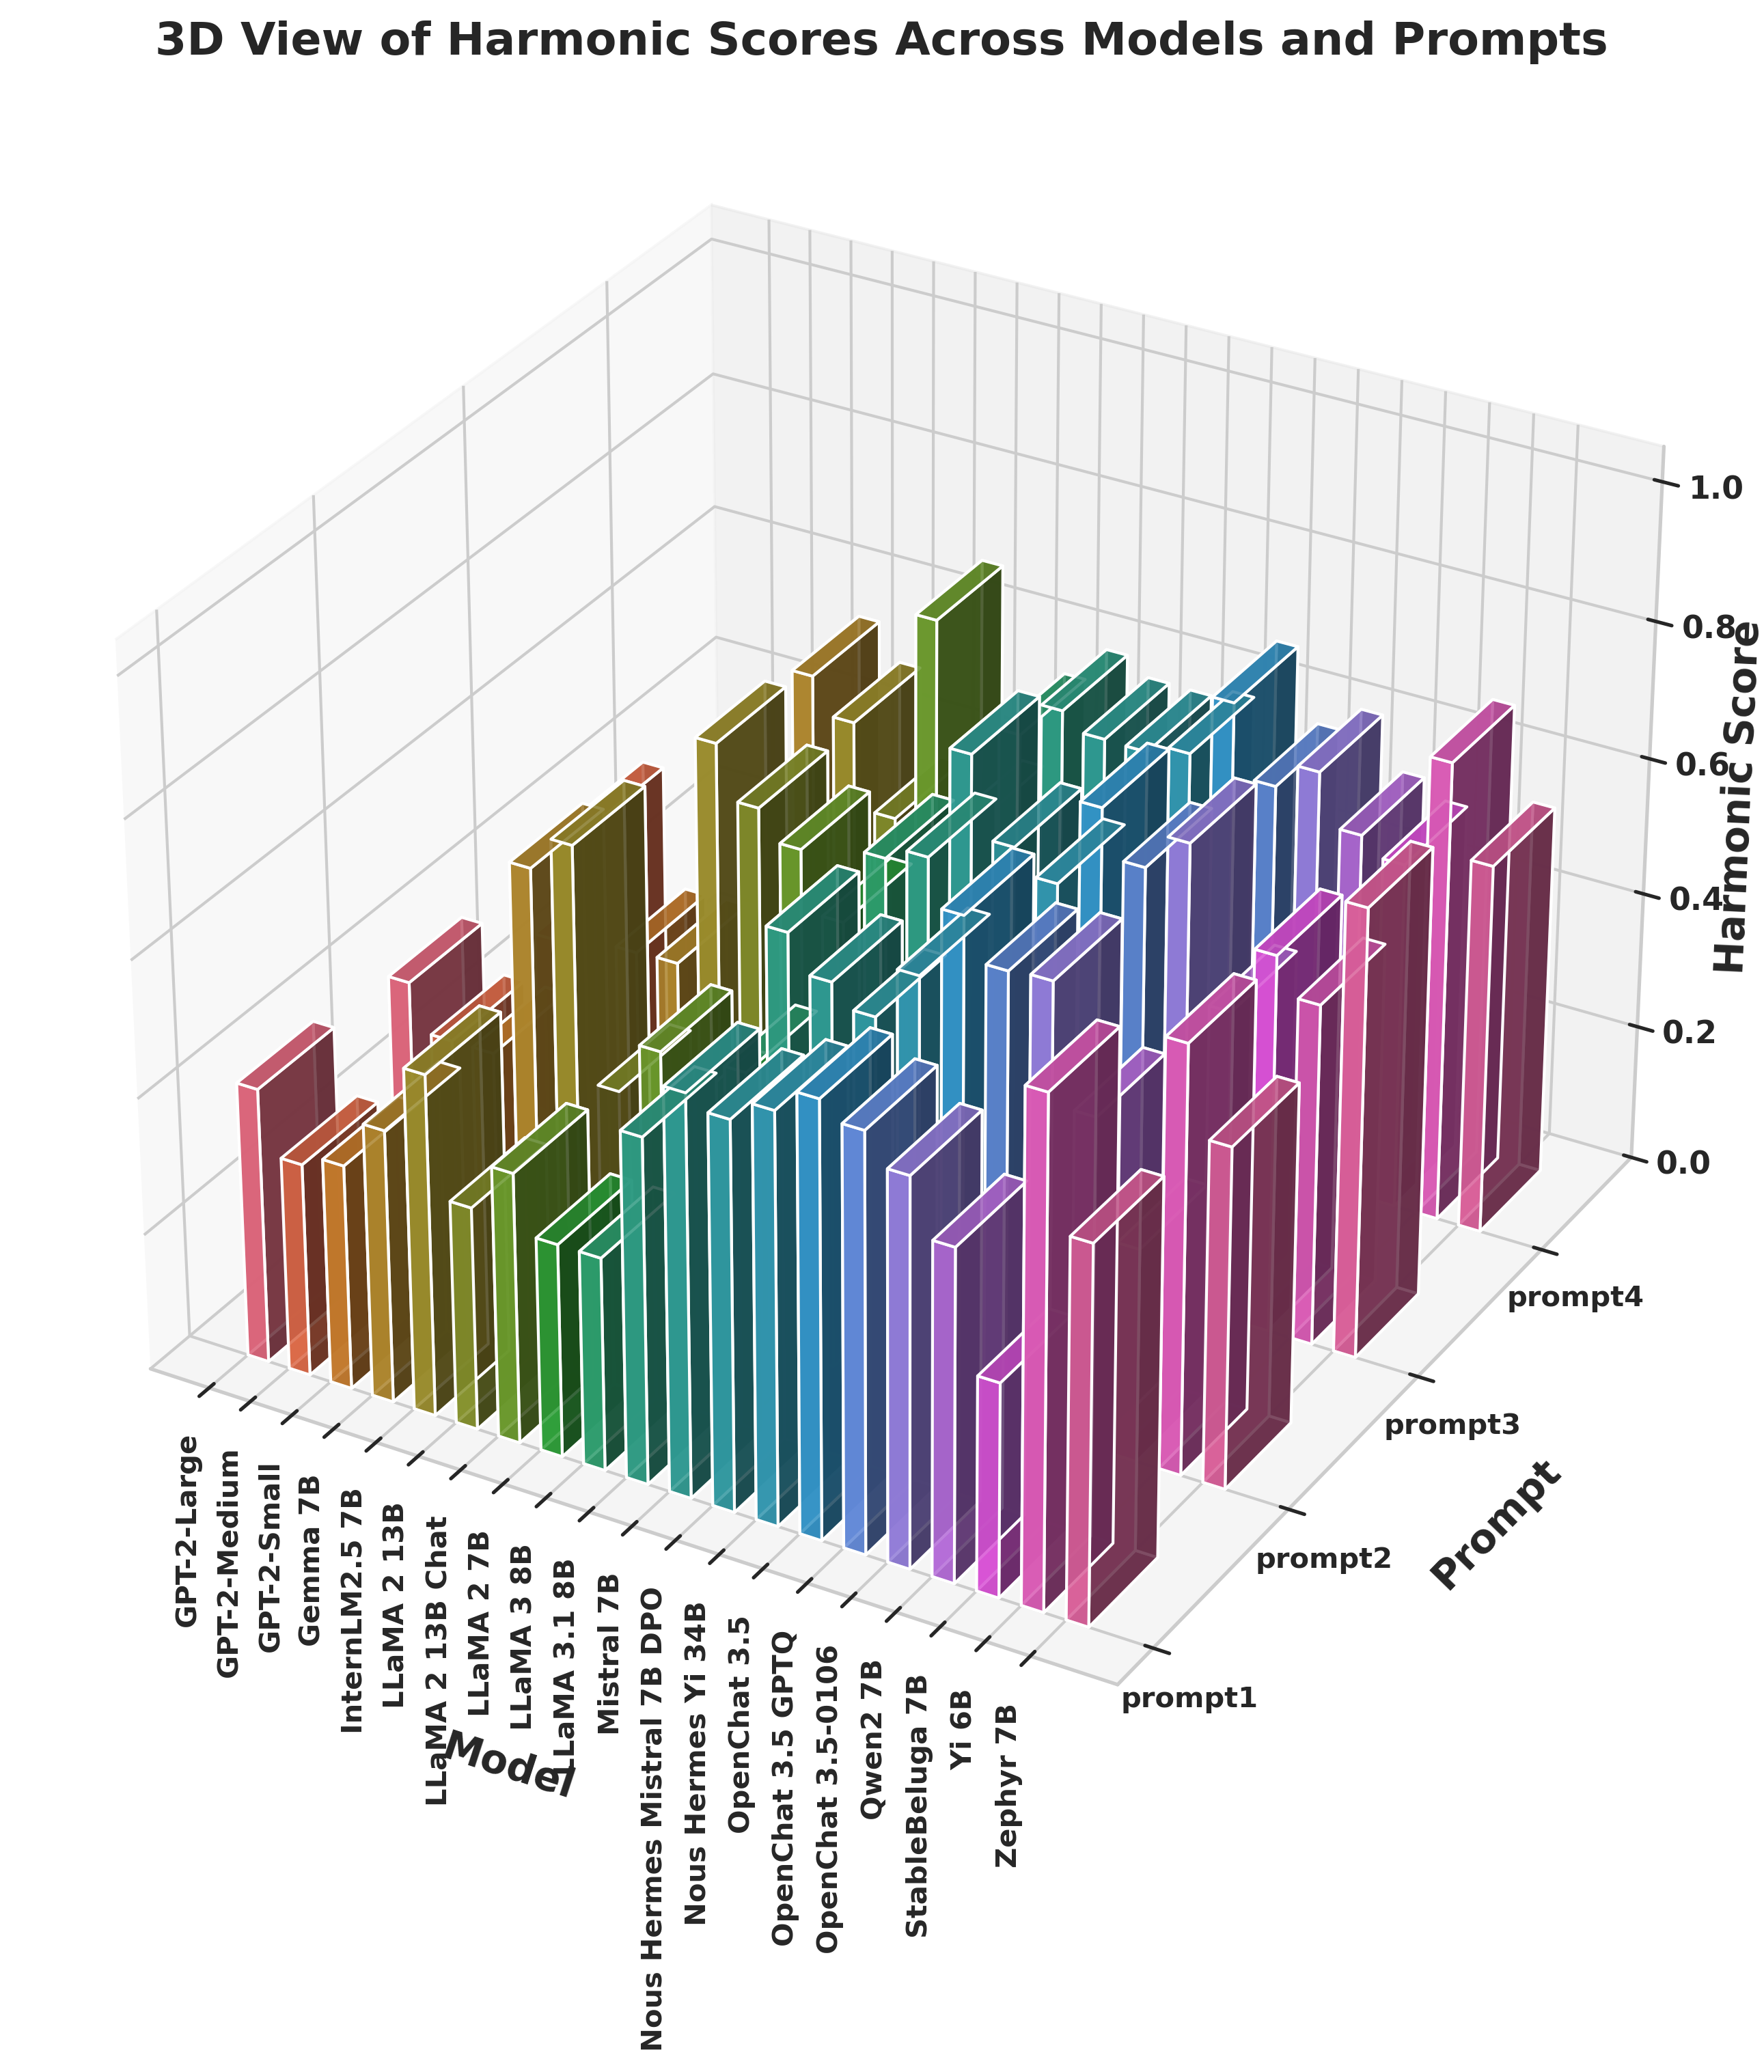 3D View of Harmonic Scores Across Models and Prompts
1.0
0.8
0.6
0.4
0.2
0.0
Harmonic Score
prompt4
prompt3
prompt2
prompt1
Prompt
GPT-2-Large
GPT-2-Medium
GPT-2-Small
Gemma 7B
InternLM2.5 7B
LLaMA 2 13B
LLaMA 2 13B Chat
LLaMA 2 7B
LLaMA 3 8B
LLaMA 3.1 8B
Mistral 7B
Nous Hermes Mistral 7B DPO
Nous Hermes Yi 34B
OpenChat 3.5
OpenChat 3.5 GPTQ
OpenChat 3.5-0106
Qwen2 7B
StableBeluga 7B
Yi 6B
Zephyr 7B
Model